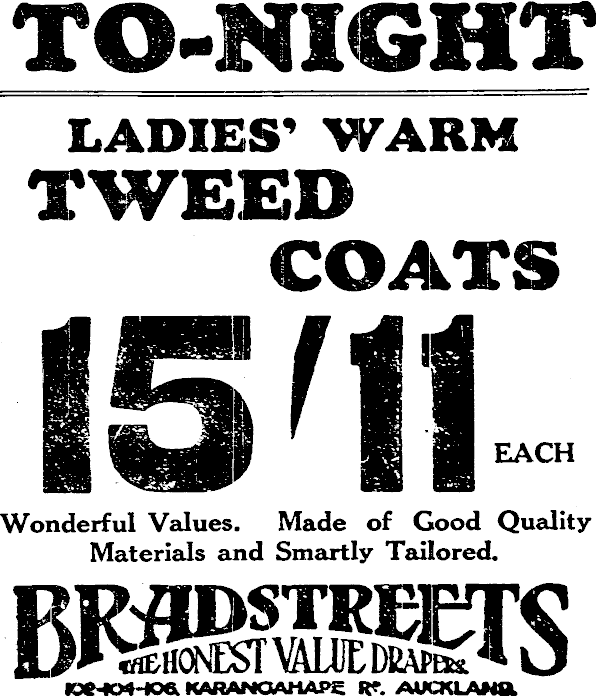 TO-NIGHT
LADIES' WARM
TWEED
COATS
15/11 EACH
Wonderful Values. Made of Good Quality
Materials and Smartly Tailored.
BRADSTREETS
THE HONEST VALUE DRAPERS
102-104-106, KARANGAHAPE RD. AUCKLAND.